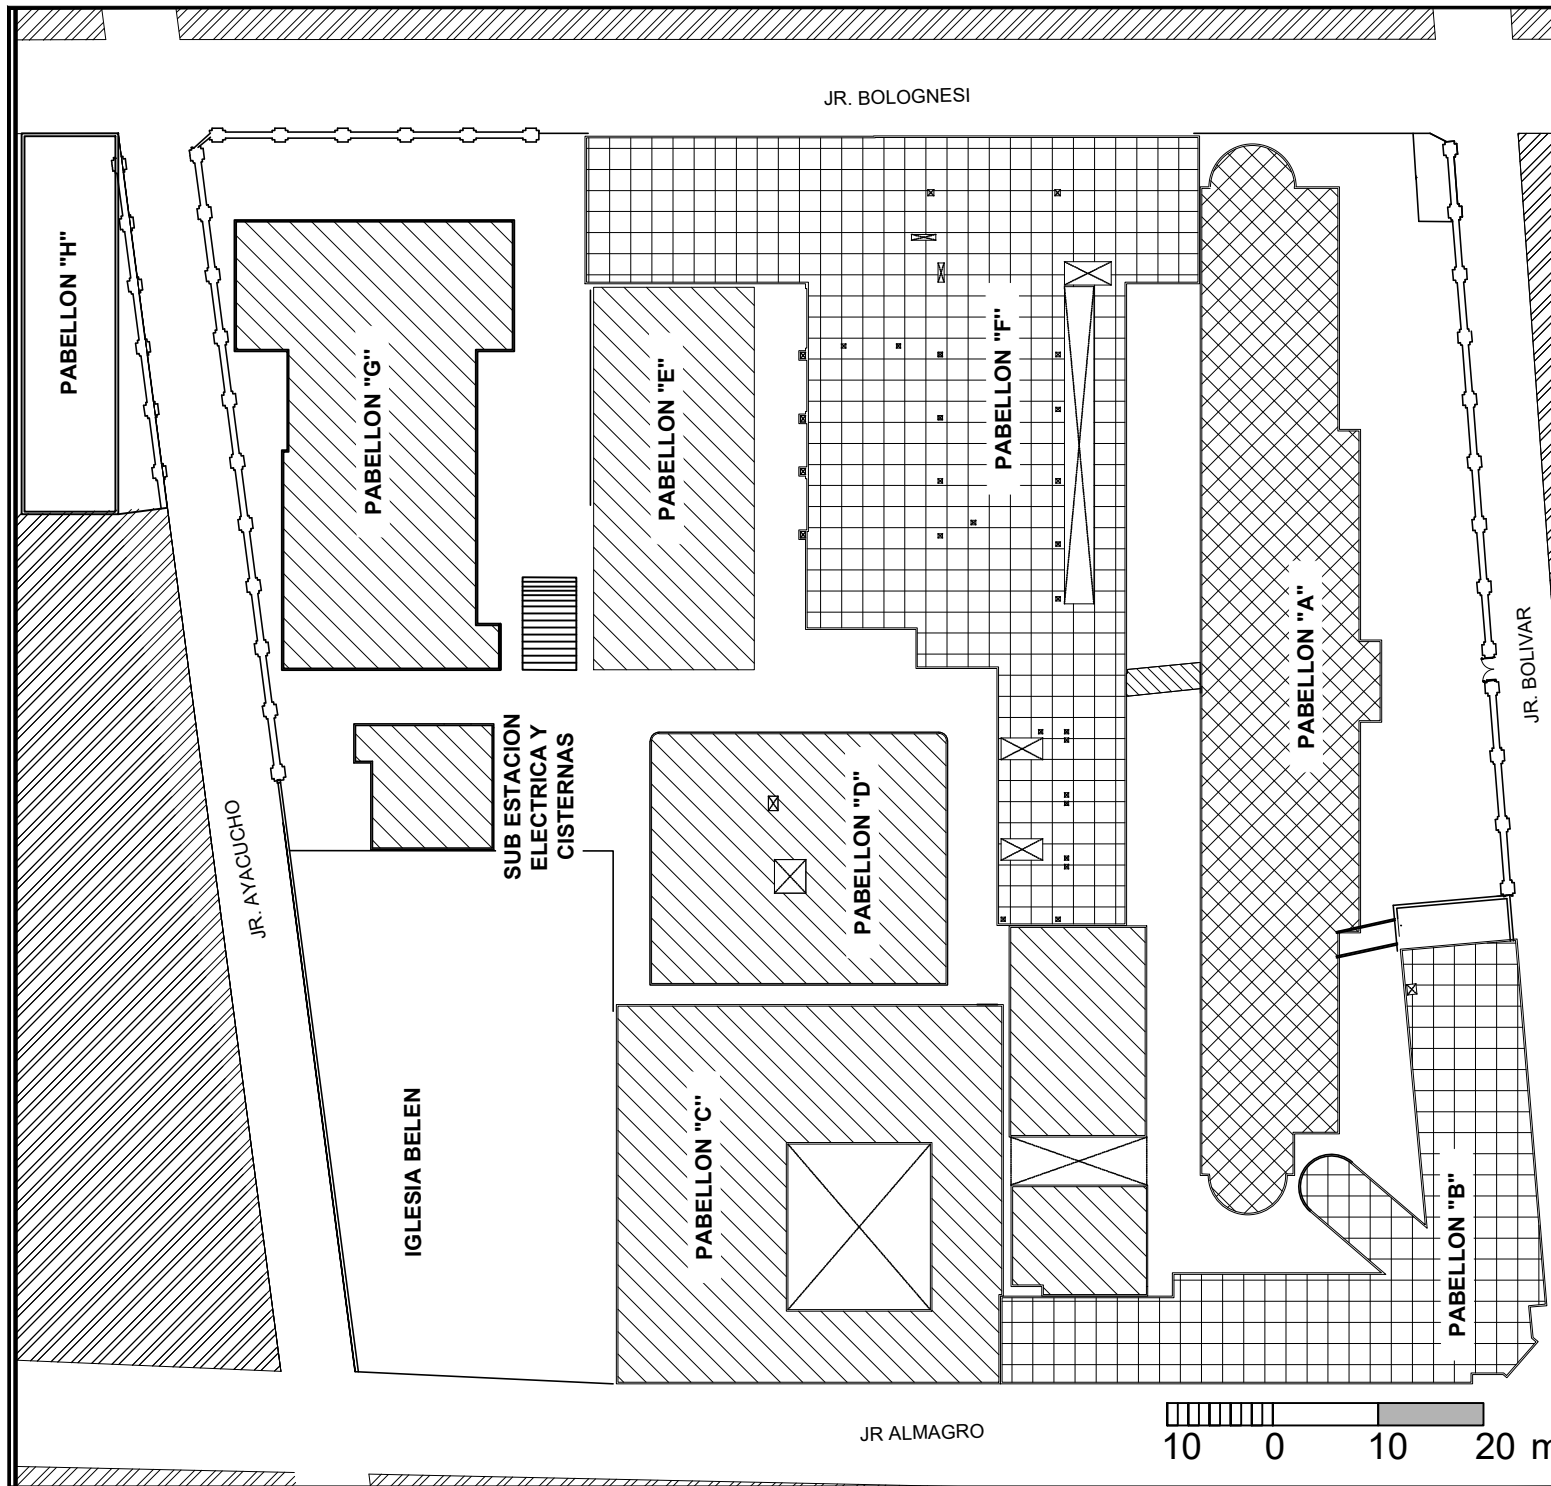 JR. BOLOGNESI
PABELLON "H"
PABELLON "G"
PABELLON "E"
PABELLON "F"
PABELLON "A"
JR. BOLIVAR
SUB ESTACION
ELECTRICA Y
CISTERNAS
PABELLON "D"
JR. AYACUCHO
IGLESIA BELEN
PABELLON "C"
PABELLON "B"
JR ALMAGRO
10 0 10 20 m